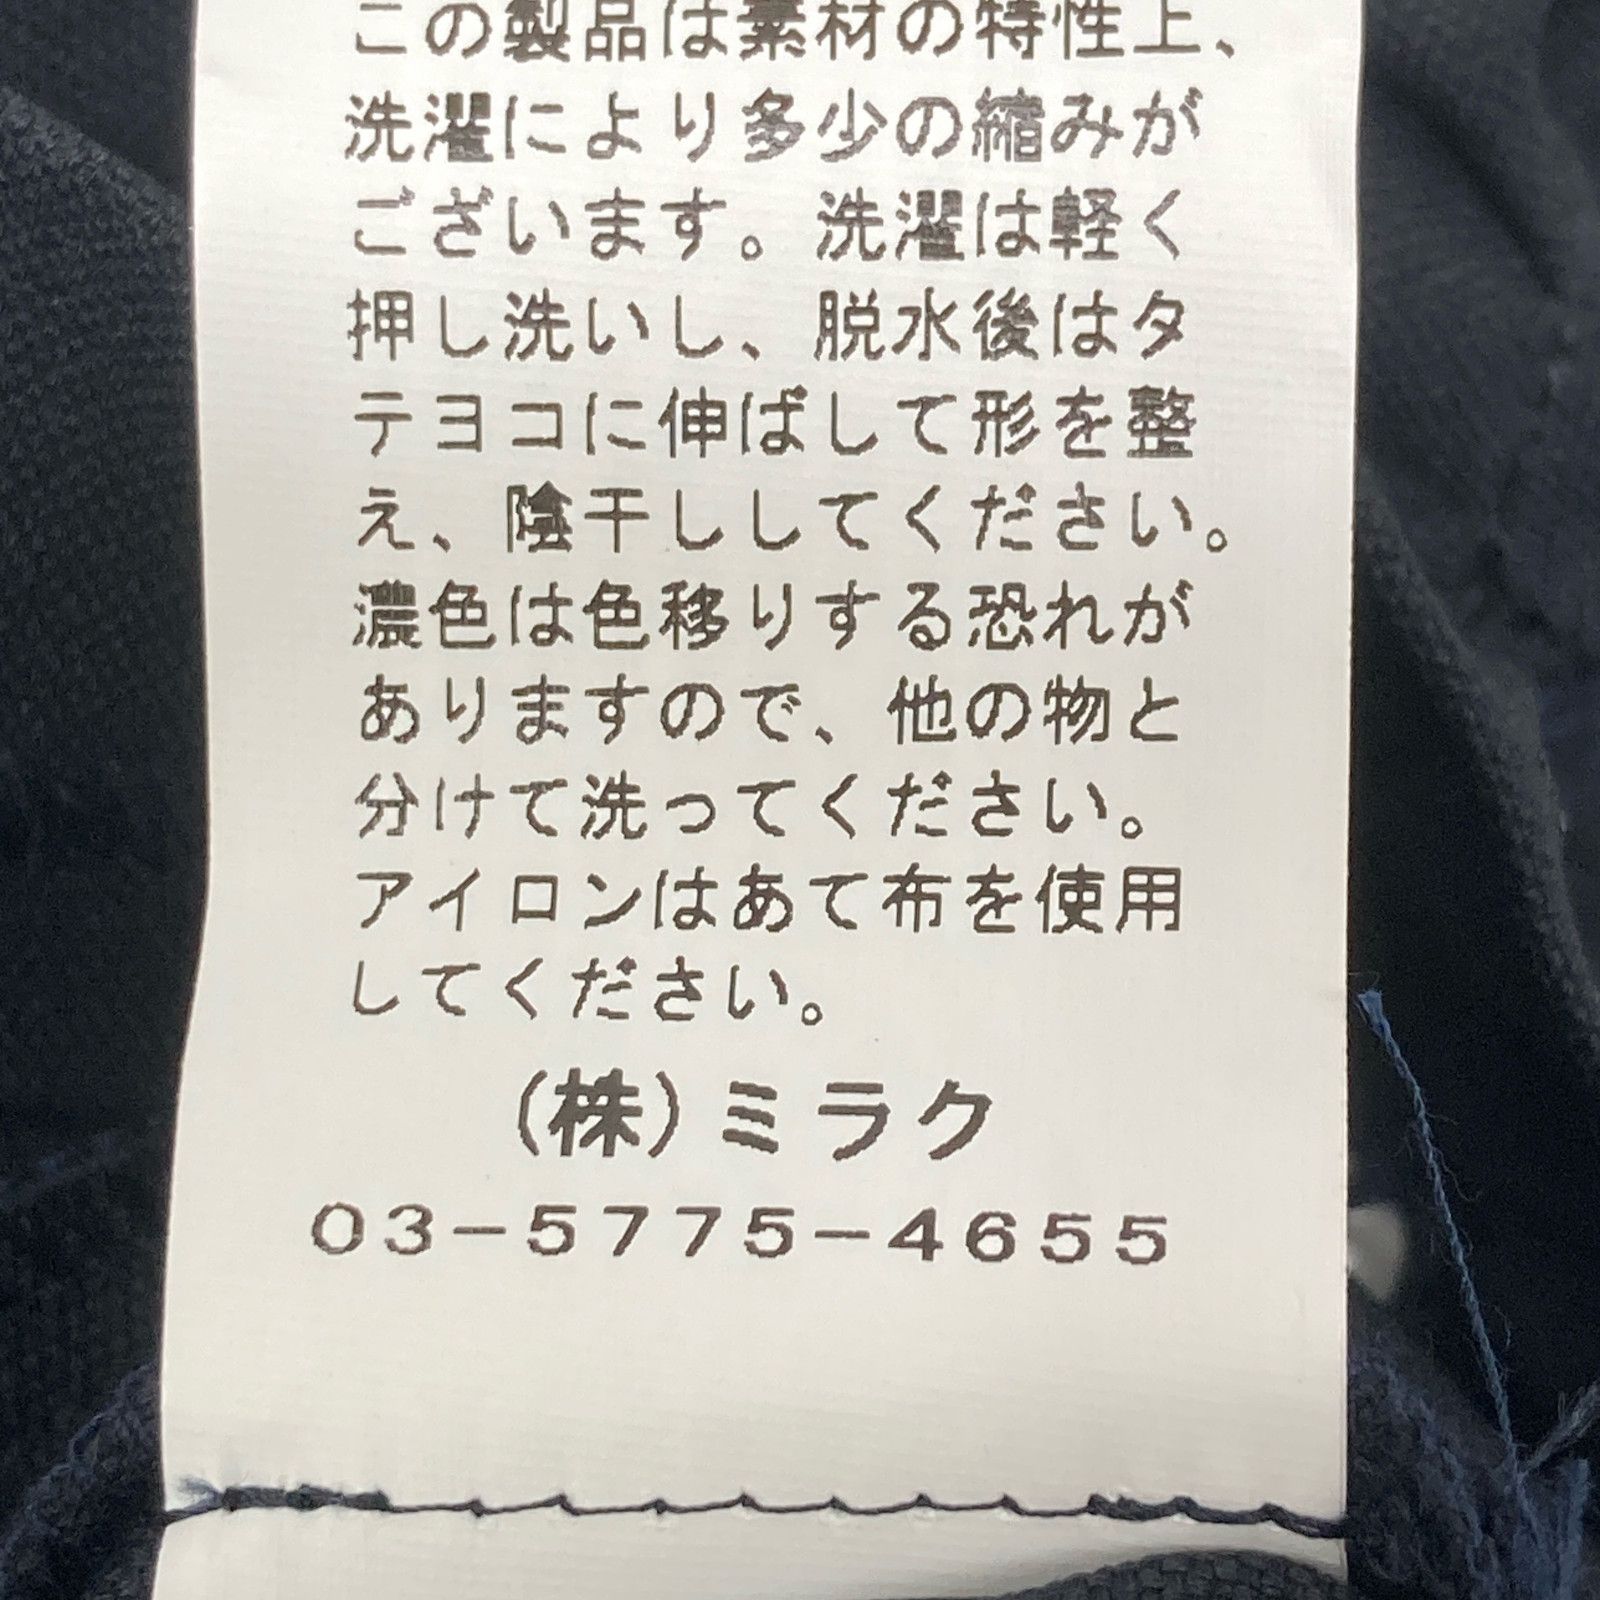 この製品は素材の特性上、
洗濯により多少の縮みが
ございます。洗濯は軽く
押し洗いし、脱水後はタ
テヨコに伸ばして形を整
え、陰干ししてください。
濃色は色移りする恐れが
ありますので、他の物と
分けて洗ってください。
アイロンはあて布を使用
してください。
(株)ミラク
03-5775-4655